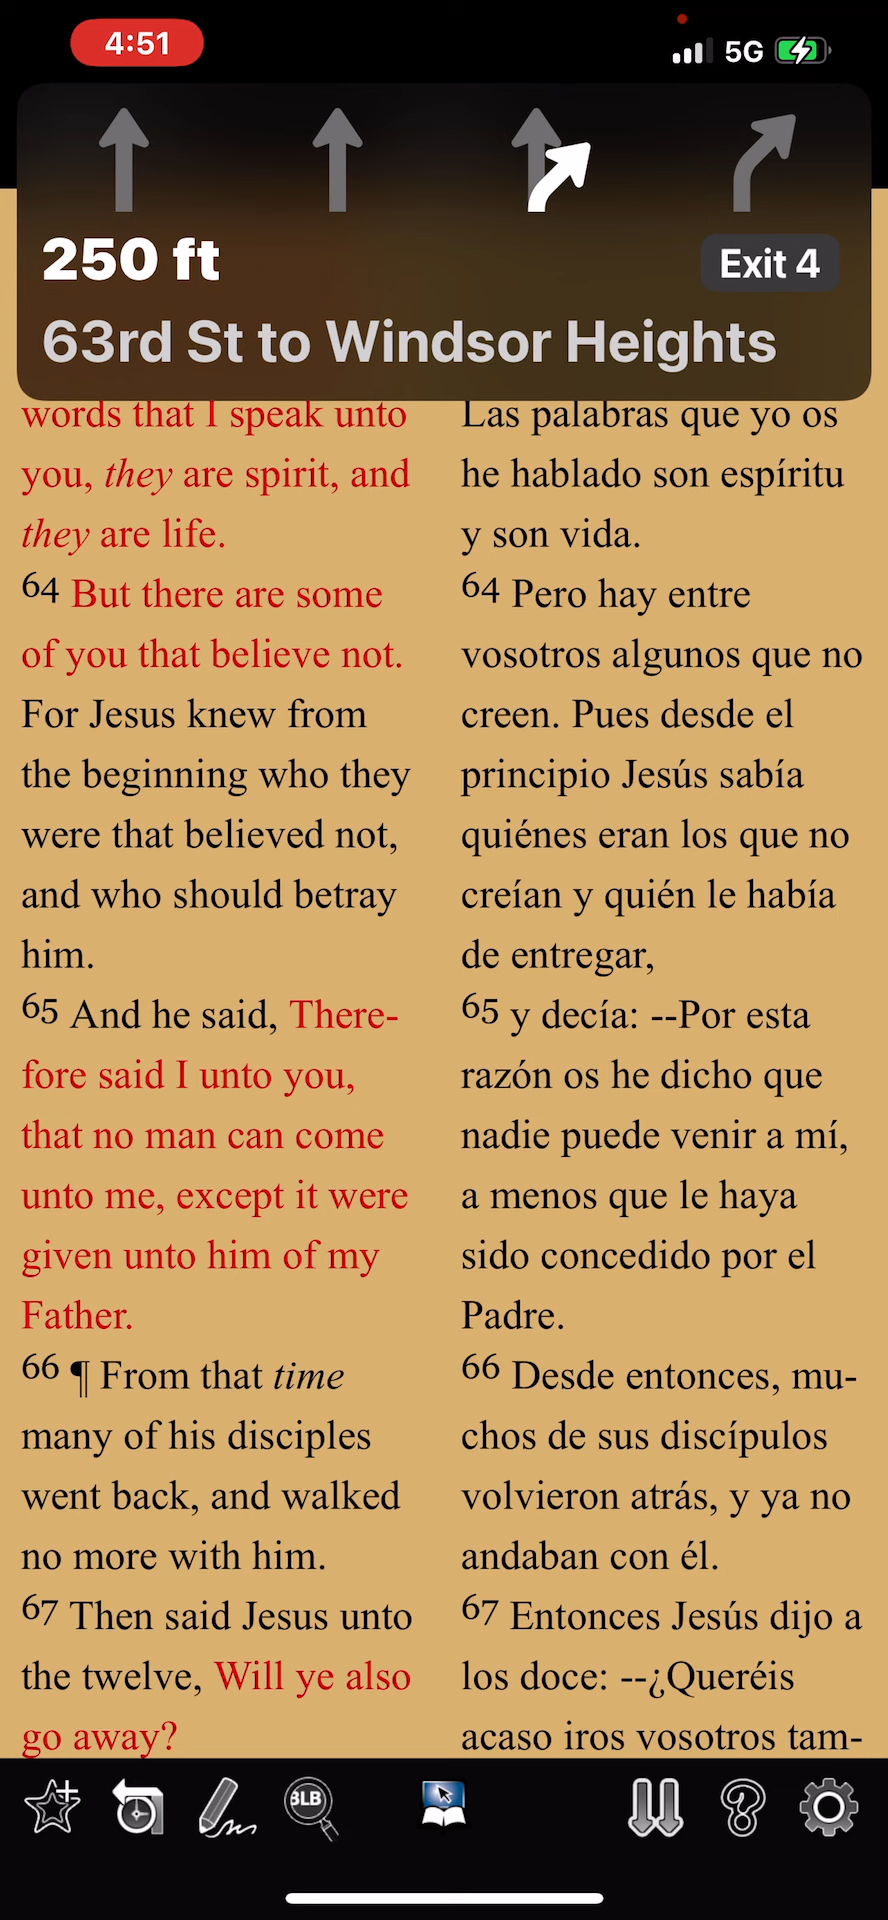 4:51
5G
250 ft
Exit 4
63rd St to Windsor Heights
words that I speak unto
you, they are spirit, and
they are life.
64 But there are some
of you that believe not.
For Jesus knew from
the beginning who they
were that believed not,
and who should betray
him.
65 And he said, There-
fore said I unto you,
that no man can come
unto me, except it were
given unto him of my
Father.
66 ¶ From that time
many of his disciples
went back, and walked
no more with him.
67 Then said Jesus unto
the twelve, Will ye also
go away?
Las palabras que yo os
he hablado son espíritu
y son vida.
64 Pero hay entre
vosotros algunos que no
creen. Pues desde el
principio Jesús sabía
quiénes eran los que no
creían y quién le había
de entregar,
65 y decía: --Por esta
razón os he dicho que
nadie puede venir a mí,
a menos que le haya
sido concedido por el
Padre.
66 Desde entonces, mu-
chos de sus discípulos
volvieron atrás, y ya no
andaban con él.
67 Entonces Jesús dijo a
los doce: --¿Queréis
acaso iros vosotros tam-
BLB